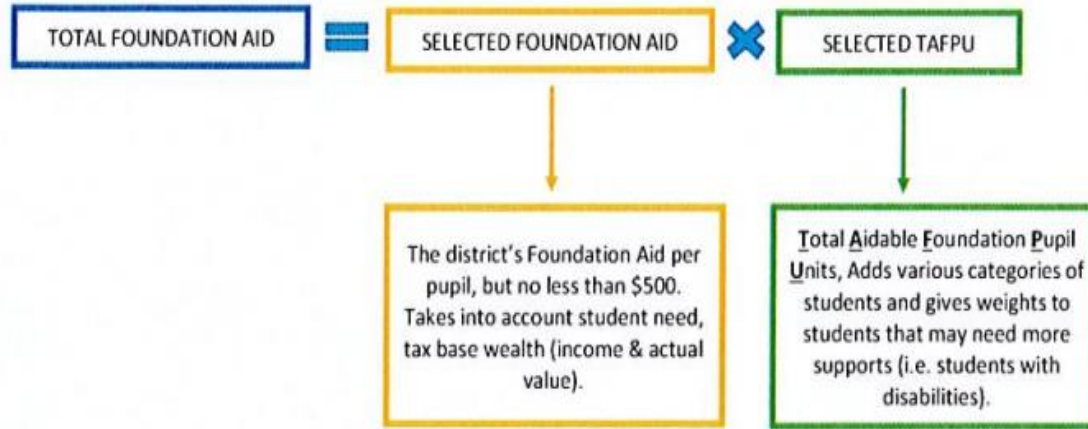 TOTAL FOUNDATION AID = SELECTED FOUNDATION AID × SELECTED TAFPU
The district's Foundation Aid per
pupil, but no less than $500.
Takes into account student need,
tax base wealth (income & actual
value).
Total Aidable Foundation Pupil
Units, Adds various categories of
students and gives weights to
students that may need more
supports (i.e. students with
disabilities).